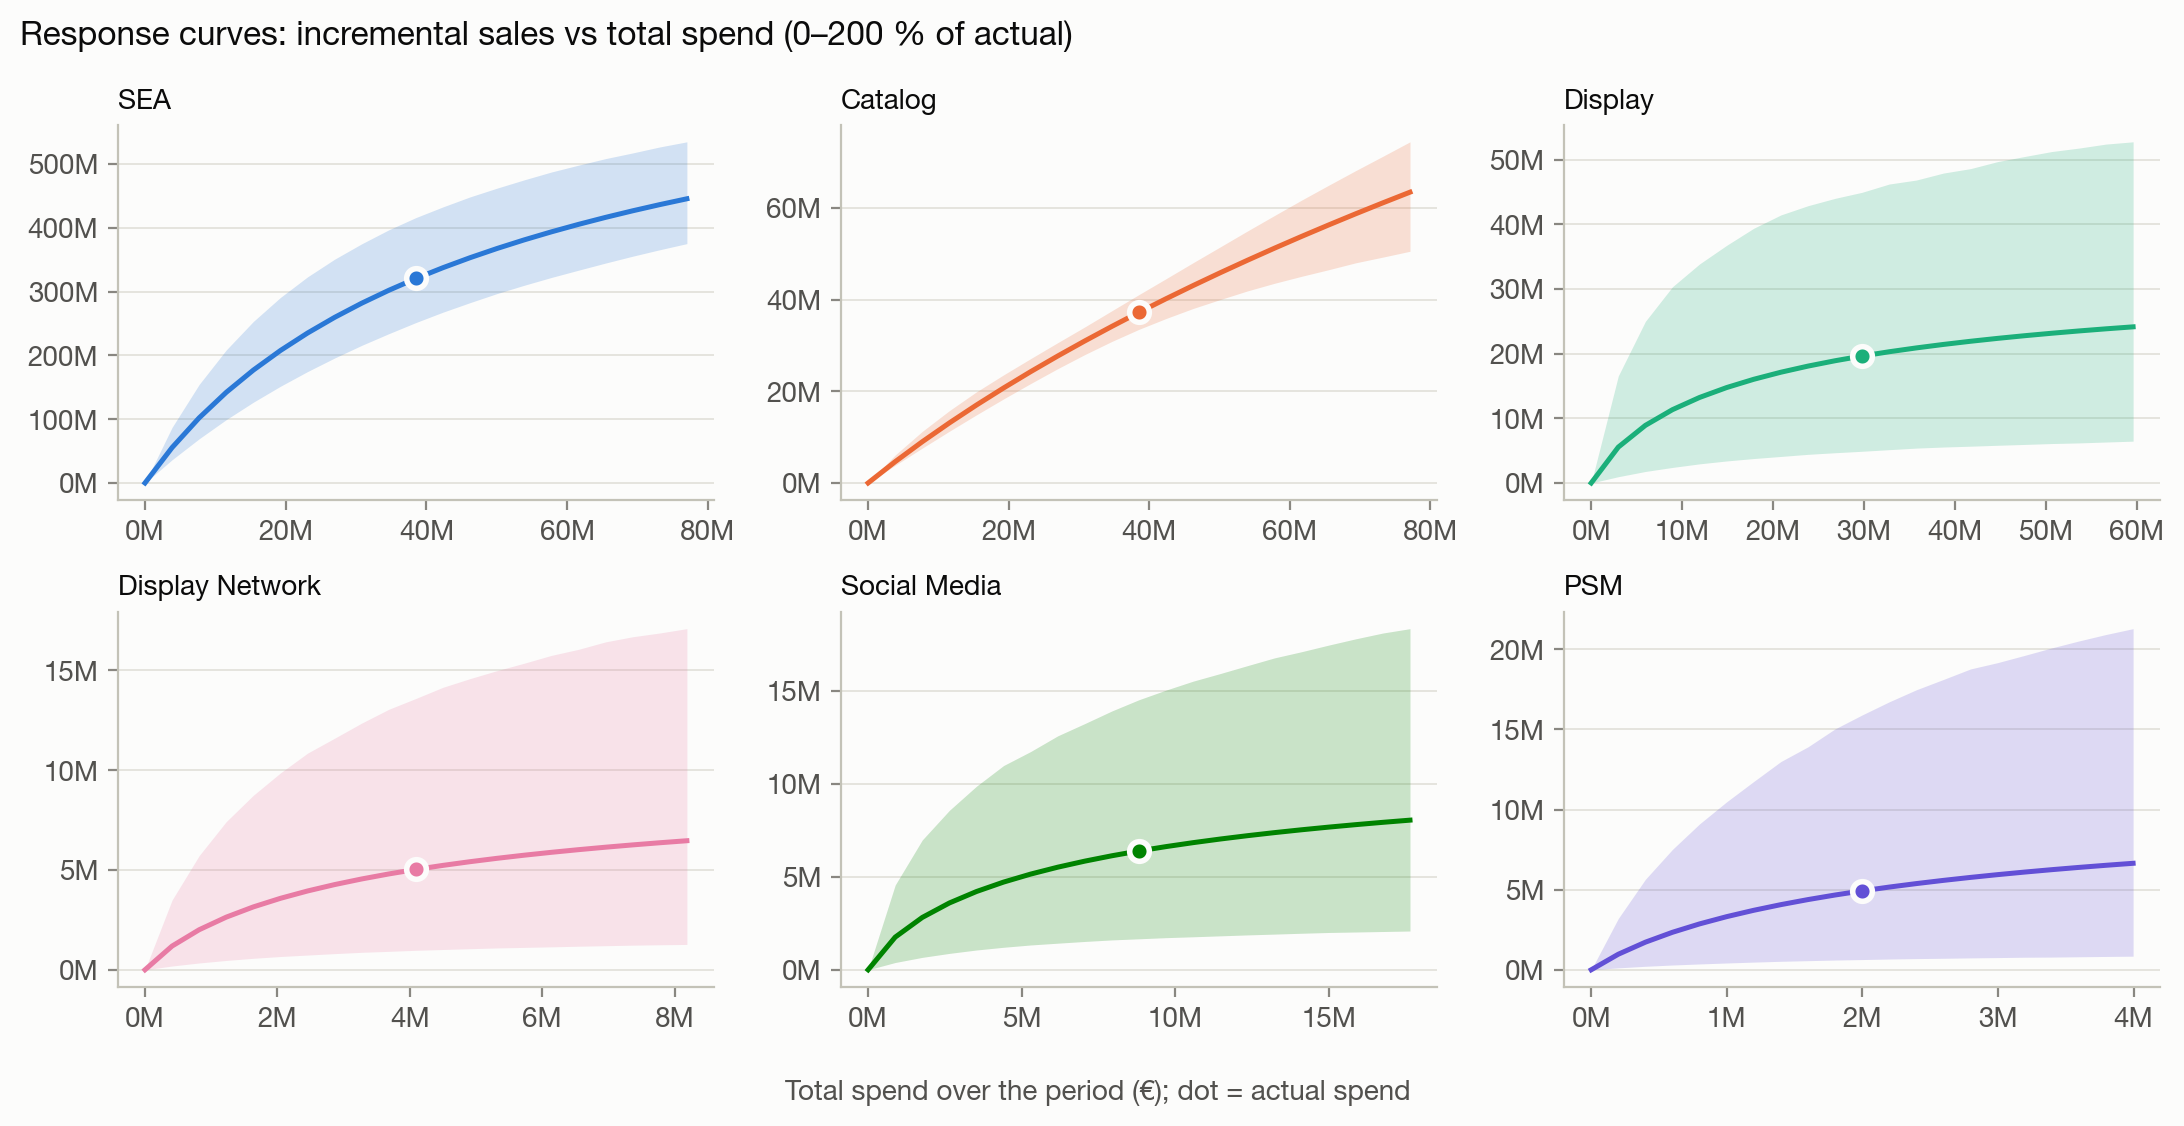 Response curves: incremental sales vs total spend (0–200 % of actual)
SEA
500M
400M
300M
200M
100M
0M
0M 20M 40M 60M 80M
Catalog
60M
40M
20M
0M
0M 20M 40M 60M 80M
Display
50M
40M
30M
20M
10M
0M
0M 10M 20M 30M 40M 50M 60M
Display Network
15M
10M
5M
0M
0M 2M 4M 6M 8M
Social Media
15M
10M
5M
0M
0M 5M 10M 15M
PSM
20M
15M
10M
5M
0M
0M 1M 2M 3M 4M
Total spend over the period (€); dot = actual spend